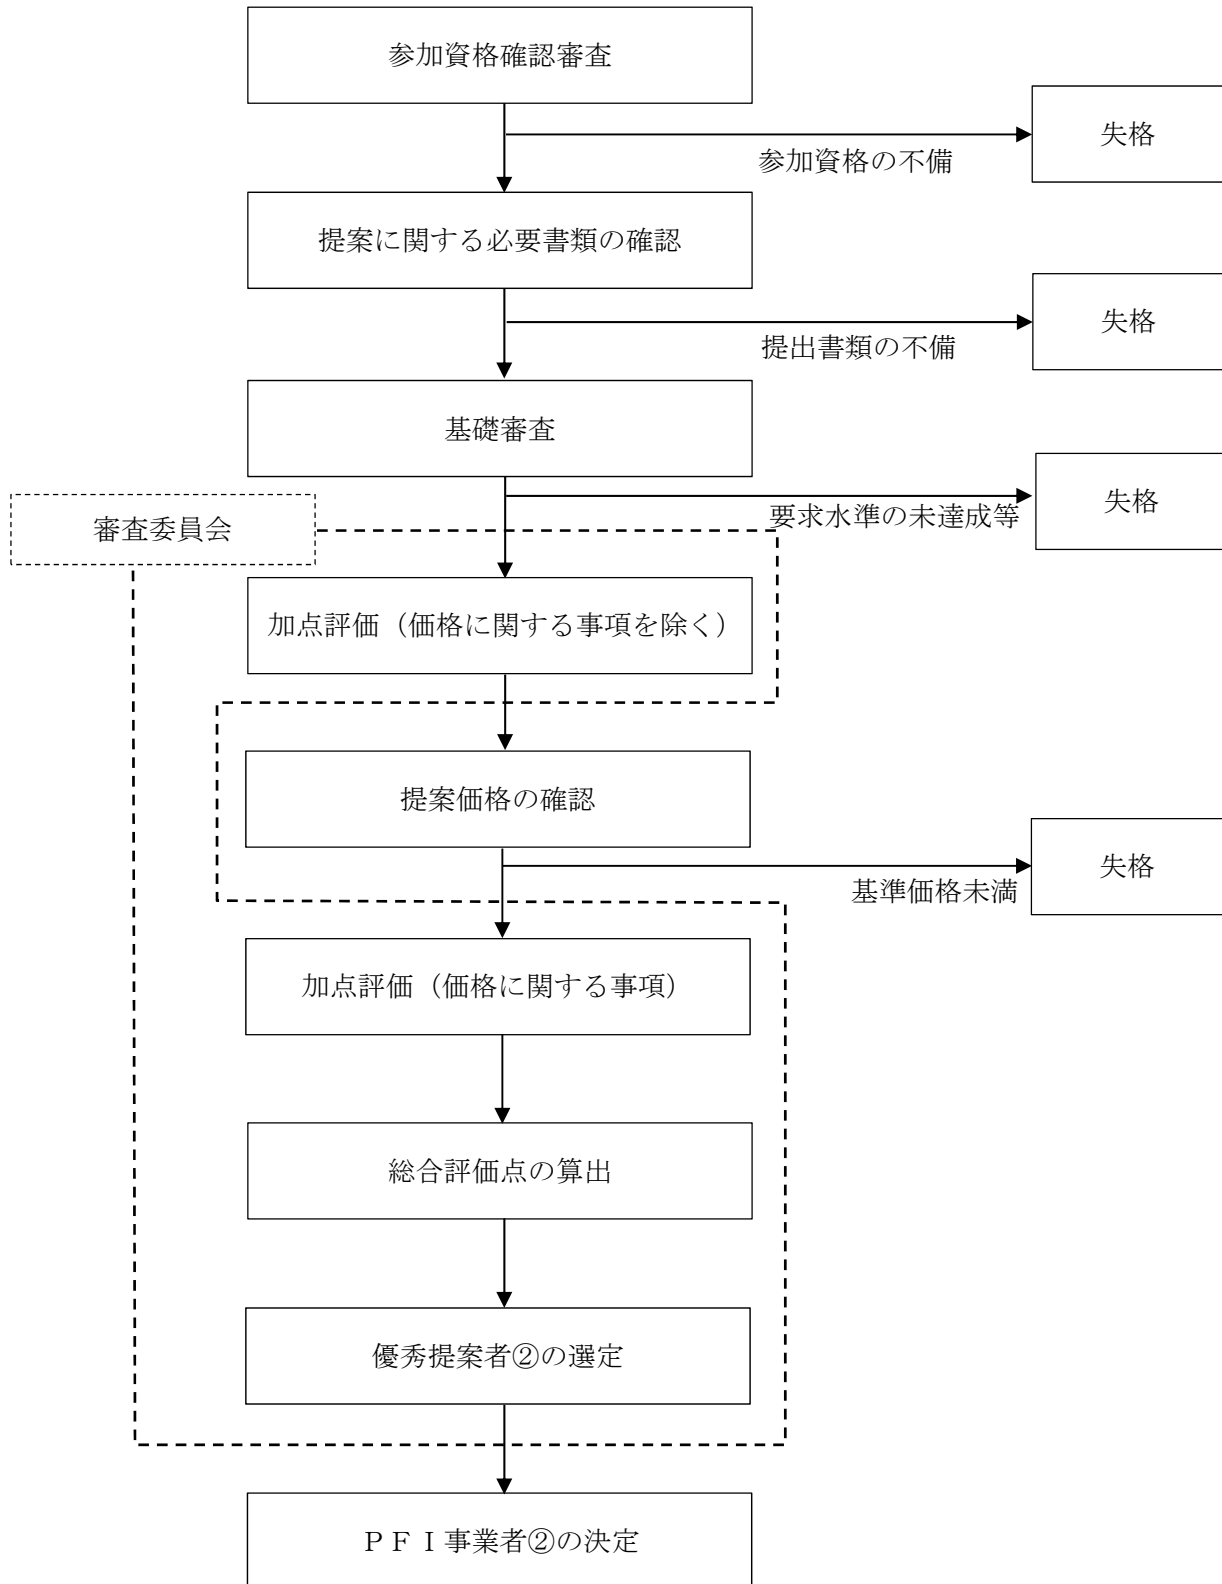 参加資格確認審査
失格
参加資格の不備
提案に関する必要書類の確認
失格
提出書類の不備
基礎審査
失格
要求水準の未達成等
審査委員会
加点評価（価格に関する事項を除く）
提案価格の確認
失格
基準価格未満
加点評価（価格に関する事項）
総合評価点の算出
優秀提案者②の選定
ＰＦＩ事業者②の決定